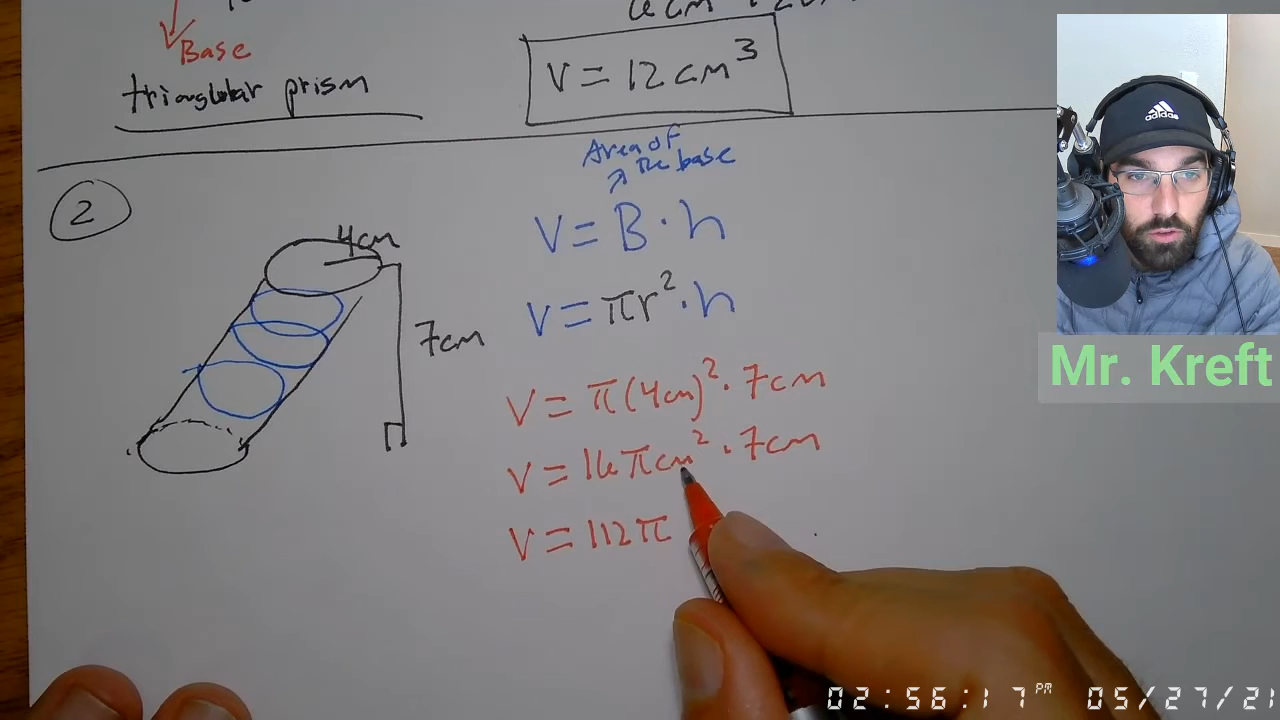 Base
triangular prism
V = 12 cm³
Area of
the base
2
4cm
7cm
V = B · h
V = πr² · h
V = π(4cm)² · 7cm
V = 16πcm² · 7cm
V = 112π
adidas
Mr. Kreft
02:56:17 PM 05/27/21